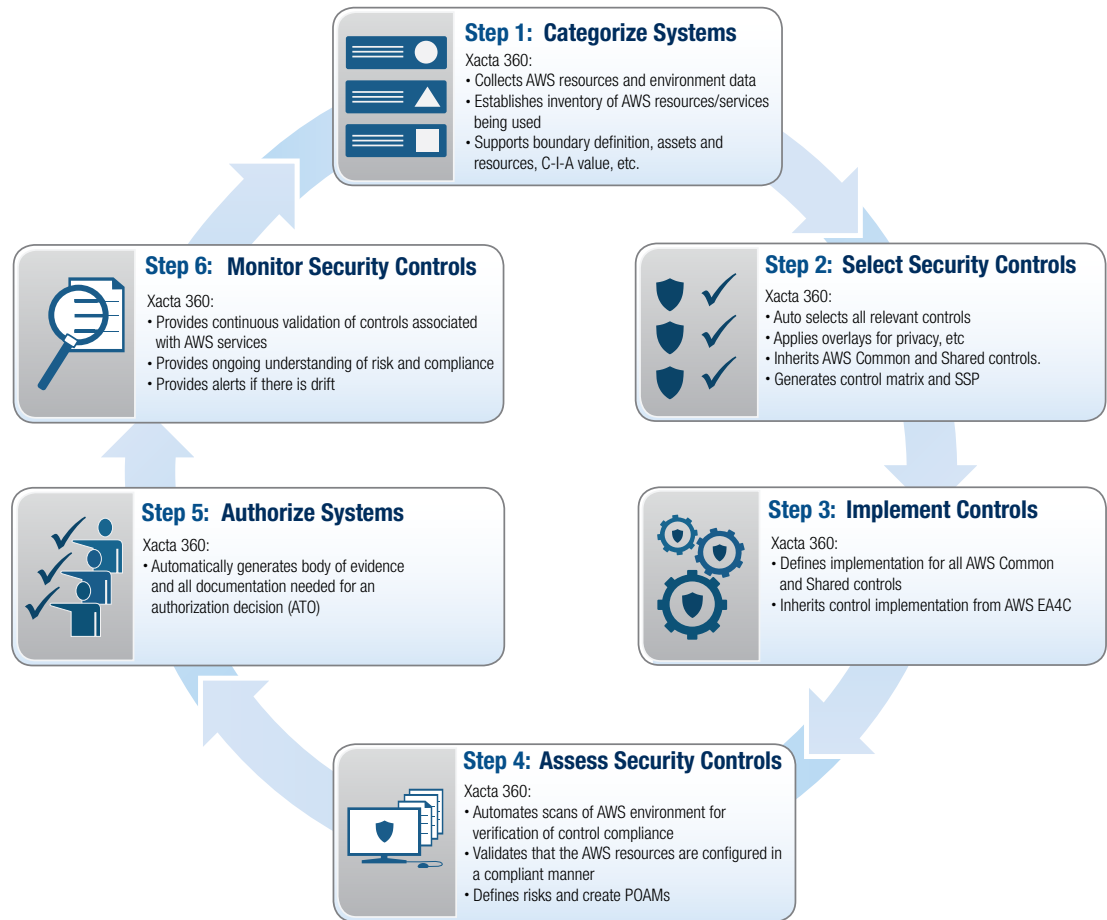 Step 1: Categorize Systems
Xacta 360:
• Collects AWS resources and environment data
• Establishes inventory of AWS resources/services
being used
• Supports boundary definition, assets and
resources, C-I-A value, etc.
Step 2: Select Security Controls
Xacta 360:
• Auto selects all relevant controls
• Applies overlays for privacy, etc
• Inherits AWS Common and Shared controls.
• Generates control matrix and SSP
Step 3: Implement Controls
Xacta 360:
• Defines implementation for all AWS Common
and Shared controls
• Inherits control implementation from AWS EA4C
Step 4: Assess Security Controls
Xacta 360:
• Automates scans of AWS environment for
verification of control compliance
• Validates that the AWS resources are configured in
a compliant manner
• Defines risks and create POAMs
Step 5: Authorize Systems
Xacta 360:
• Automatically generates body of evidence
and all documentation needed for an
authorization decision (ATO)
Step 6: Monitor Security Controls
Xacta 360:
• Provides continuous validation of controls associated
with AWS services
• Provides ongoing understanding of risk and compliance
• Provides alerts if there is drift